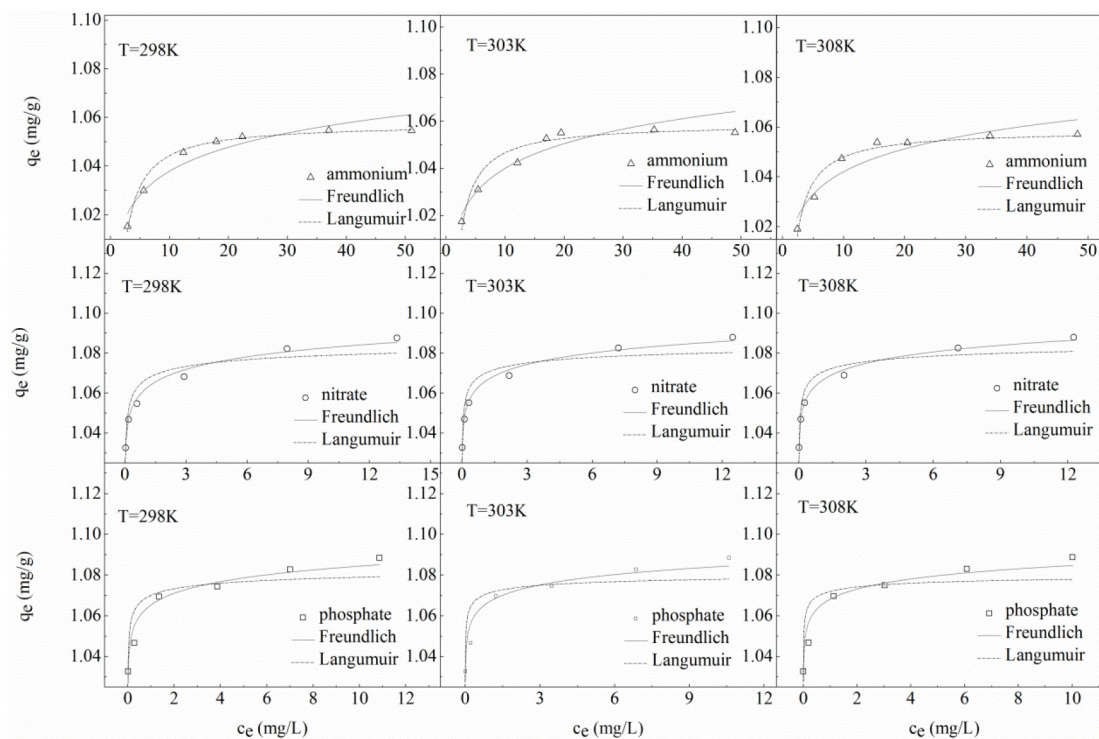 T=298K
1.10
1.08
1.06
1.04
1.02
q_e (mg/g)
ammonium
Freundlich
Langumuir
0 10 20 30 40 50
T=303K
1.10
1.08
1.06
1.04
1.02
ammonium
Freundlich
Langumuir
0 10 20 30 40 50
T=308K
1.10
1.08
1.06
1.04
1.02
ammonium
Freundlich
Langumuir
0 10 20 30 40 50
T=298K
1.12
1.10
1.08
1.06
1.04
q_e (mg/g)
nitrate
Freundlich
Langumuir
0 3 6 9 12 15
T=303K
1.12
1.10
1.08
1.06
1.04
nitrate
Freundlich
Langumuir
0 3 6 9 12
T=308K
1.12
1.10
1.08
1.06
1.04
nitrate
Freundlich
Langumuir
0 3 6 9 12
T=298K
1.12
1.10
1.08
1.06
1.04
q_e (mg/g)
phosphate
Freundlich
Langumuir
0 2 4 6 8 10 12
c_e (mg/L)
T=303K
1.12
1.10
1.08
1.06
1.04
phosphate
Freundlich
Langumuir
0 3 6 9 12
c_e (mg/L)
T=308K
1.12
1.10
1.08
1.06
1.04
phosphate
Freundlich
Langumuir
0 2 4 6 8 10
c_e (mg/L)